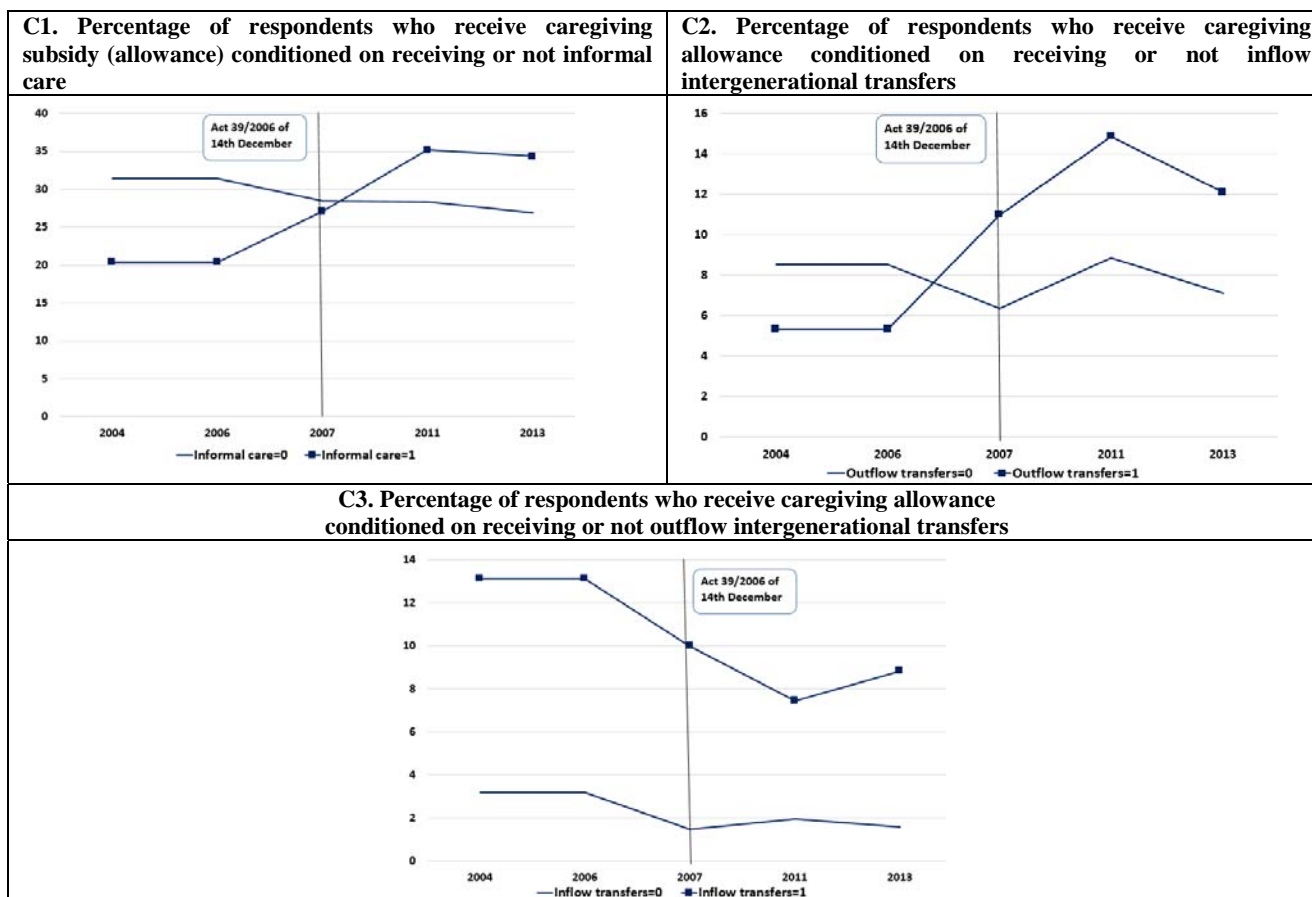 C1. Percentage of respondents who receive caregiving
subsidy (allowance) conditioned on receiving or not informal
care
C2. Percentage of respondents who receive caregiving
allowance conditioned on receiving or not inflow
intergenerational transfers
40
35
30
25
20
15
10
5
0
Act 39/2006 of
14th December
2004 2006 2007 2011 2013
Informal care=0 Informal care=1
16
14
12
10
8
6
4
2
0
Act 39/2006 of
14th December
2004 2006 2007 2011 2013
Outflow transfers=0 Outflow transfers=1
C3. Percentage of respondents who receive caregiving allowance
conditioned on receiving or not outflow intergenerational transfers
14
12
10
8
6
4
2
0
Act 39/2006 of
14th December
2004 2006 2007 2011 2013
Inflow transfers=0 Inflow transfers=1